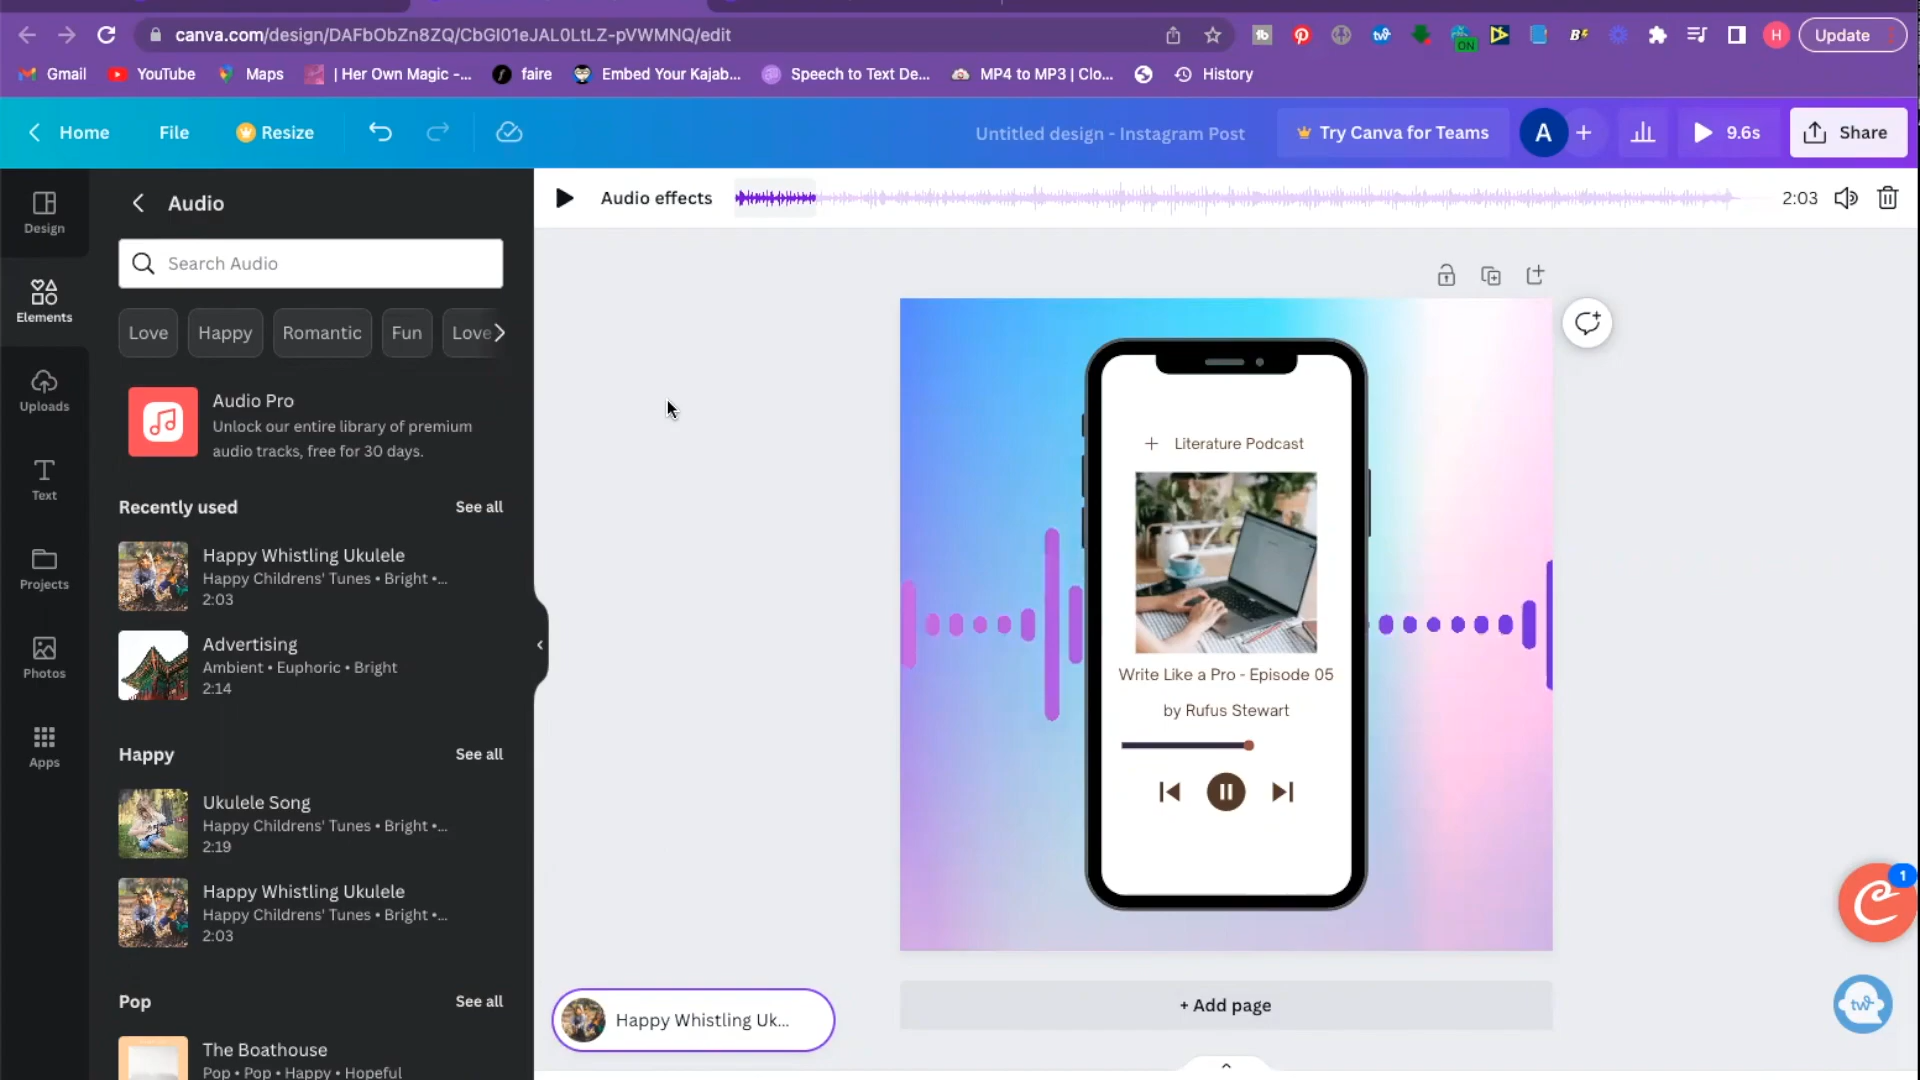 canva.com/design/DAFbObZn8ZQ/CbGI01eJAL0LtLZ-pVWMNQ/edit
ON
H
Update
Gmail
YouTube
Maps
| Her Own Magic -...
faire
Embed Your Kajab...
Speech to Text De...
MP4 to MP3 | Clo...
History
Home
File
Resize
Untitled design - Instagram Post
Try Canva for Teams
A
+
9.6s
Share
Design
Elements
Uploads
Text
Projects
Photos
Apps
Audio
Search Audio
Love
Happy
Romantic
Fun
Love
Audio Pro
Unlock our entire library of premium
audio tracks, free for 30 days.
Recently used
See all
Happy Whistling Ukulele
Happy Childrens' Tunes • Bright •...
2:03
Advertising
Ambient • Euphoric • Bright
2:14
Happy
See all
Ukulele Song
Happy Childrens' Tunes • Bright •...
2:19
Happy Whistling Ukulele
Happy Childrens' Tunes • Bright •...
2:03
Pop
See all
The Boathouse
Pop • Pop • Happy • Hopeful
Audio effects
2:03
+ Literature Podcast
Write Like a Pro - Episode 05
by Rufus Stewart
Happy Whistling Uk...
+ Add page
1
tw